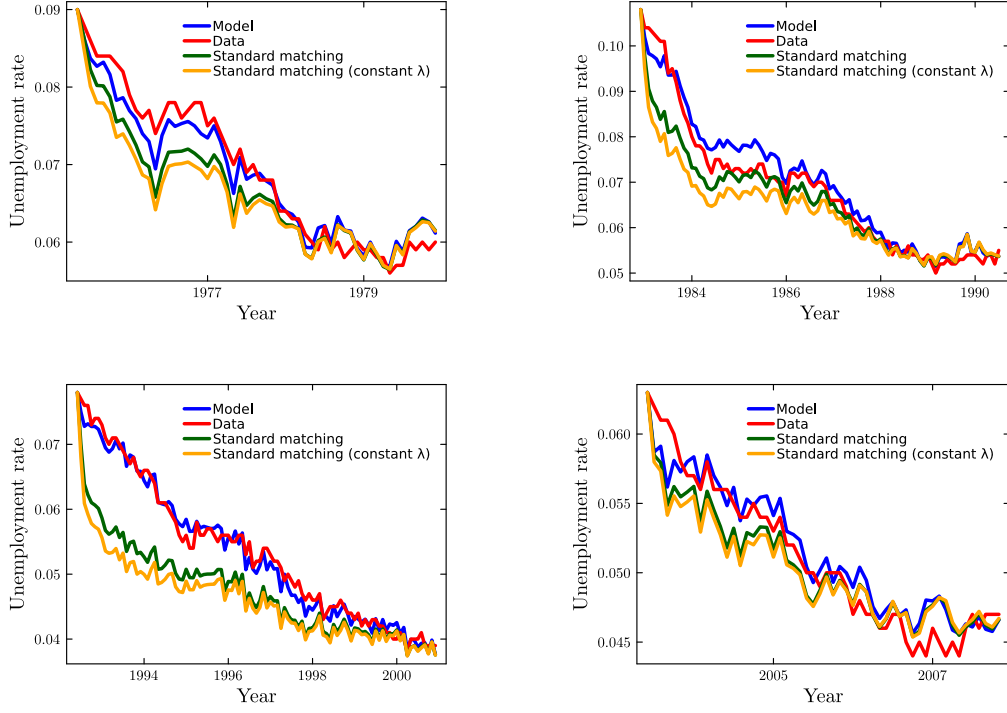 0.09
0.08
0.07
0.06
Unemployment rate
Model
Data
Standard matching
Standard matching (constant λ)
1977
1979
Year
0.10
0.09
0.08
0.07
0.06
0.05
Unemployment rate
Model
Data
Standard matching
Standard matching (constant λ)
1984
1986
1988
1990
Year
0.07
0.06
0.05
0.04
Unemployment rate
Model
Data
Standard matching
Standard matching (constant λ)
1994
1996
1998
2000
Year
0.060
0.055
0.050
0.045
Unemployment rate
Model
Data
Standard matching
Standard matching (constant λ)
2005
2007
Year